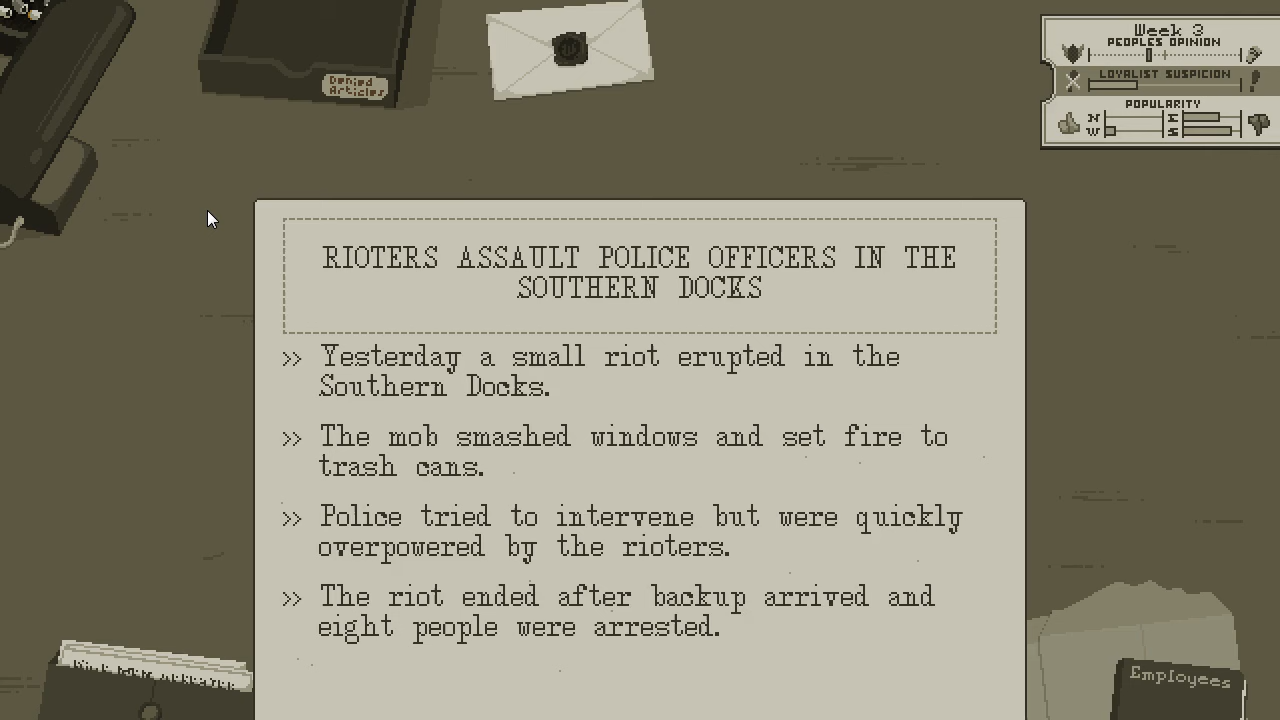 Week 3
PEOPLES OPINION
LOYALIST SUSPICION
POPULARITY
N E
W S
Denied
Articles
RIOTERS ASSAULT POLICE OFFICERS IN THE
SOUTHERN DOCKS
>> Yesterday a small riot erupted in the
Southern Docks.
>> The mob smashed windows and set fire to
trash cans.
>> Police tried to intervene but were quickly
overpowered by the rioters.
>> The riot ended after backup arrived and
eight people were arrested.
Employees